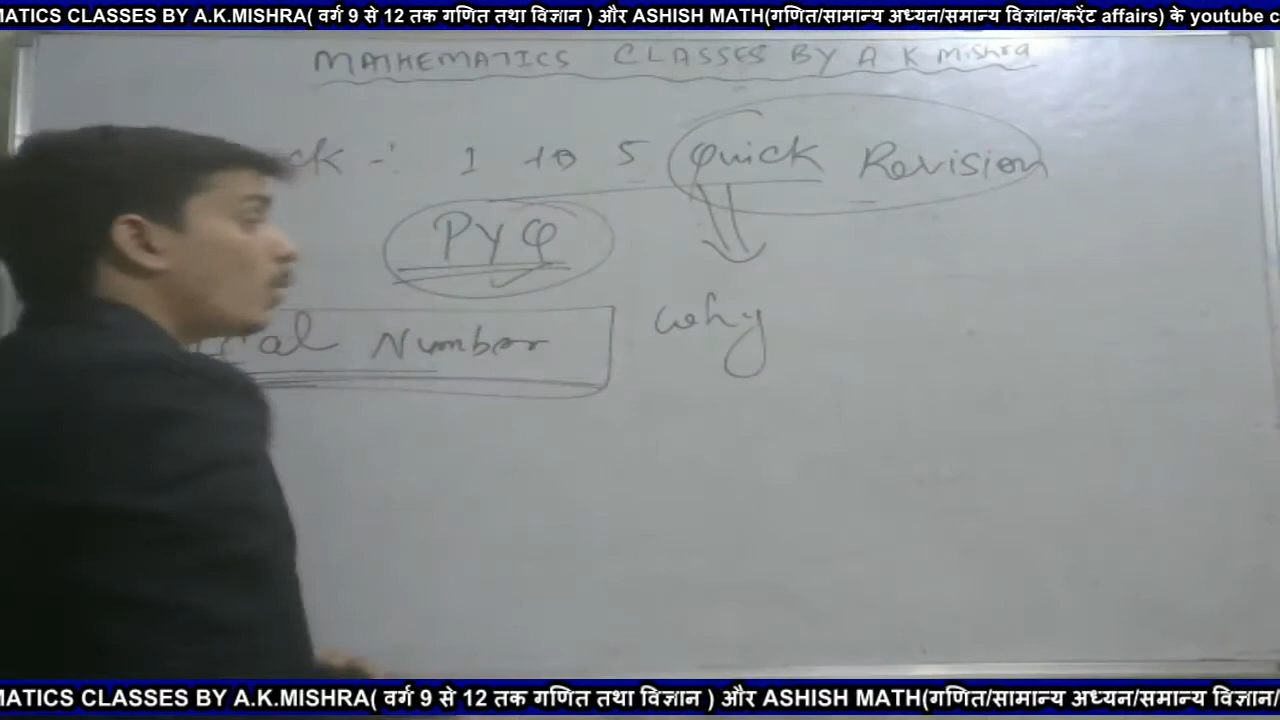 MATICS CLASSES BY A.K.MISHRA( वर्ग 9 से 12 तक गणित तथा विज्ञान ) और ASHISH MATH(गणित/सामान्य अध्यन/समान्य विज्ञान/करेंट affairs) के youtube c
MATHEMATICS CLASSES BY A K Mishra
ck -: 1 to 5 Quick Revision
PYQ
al Number why
MATICS CLASSES BY A.K.MISHRA( वर्ग 9 से 12 तक गणित तथा विज्ञान ) और ASHISH MATH(गणित/सामान्य अध्यन/समान्य विज्ञान/